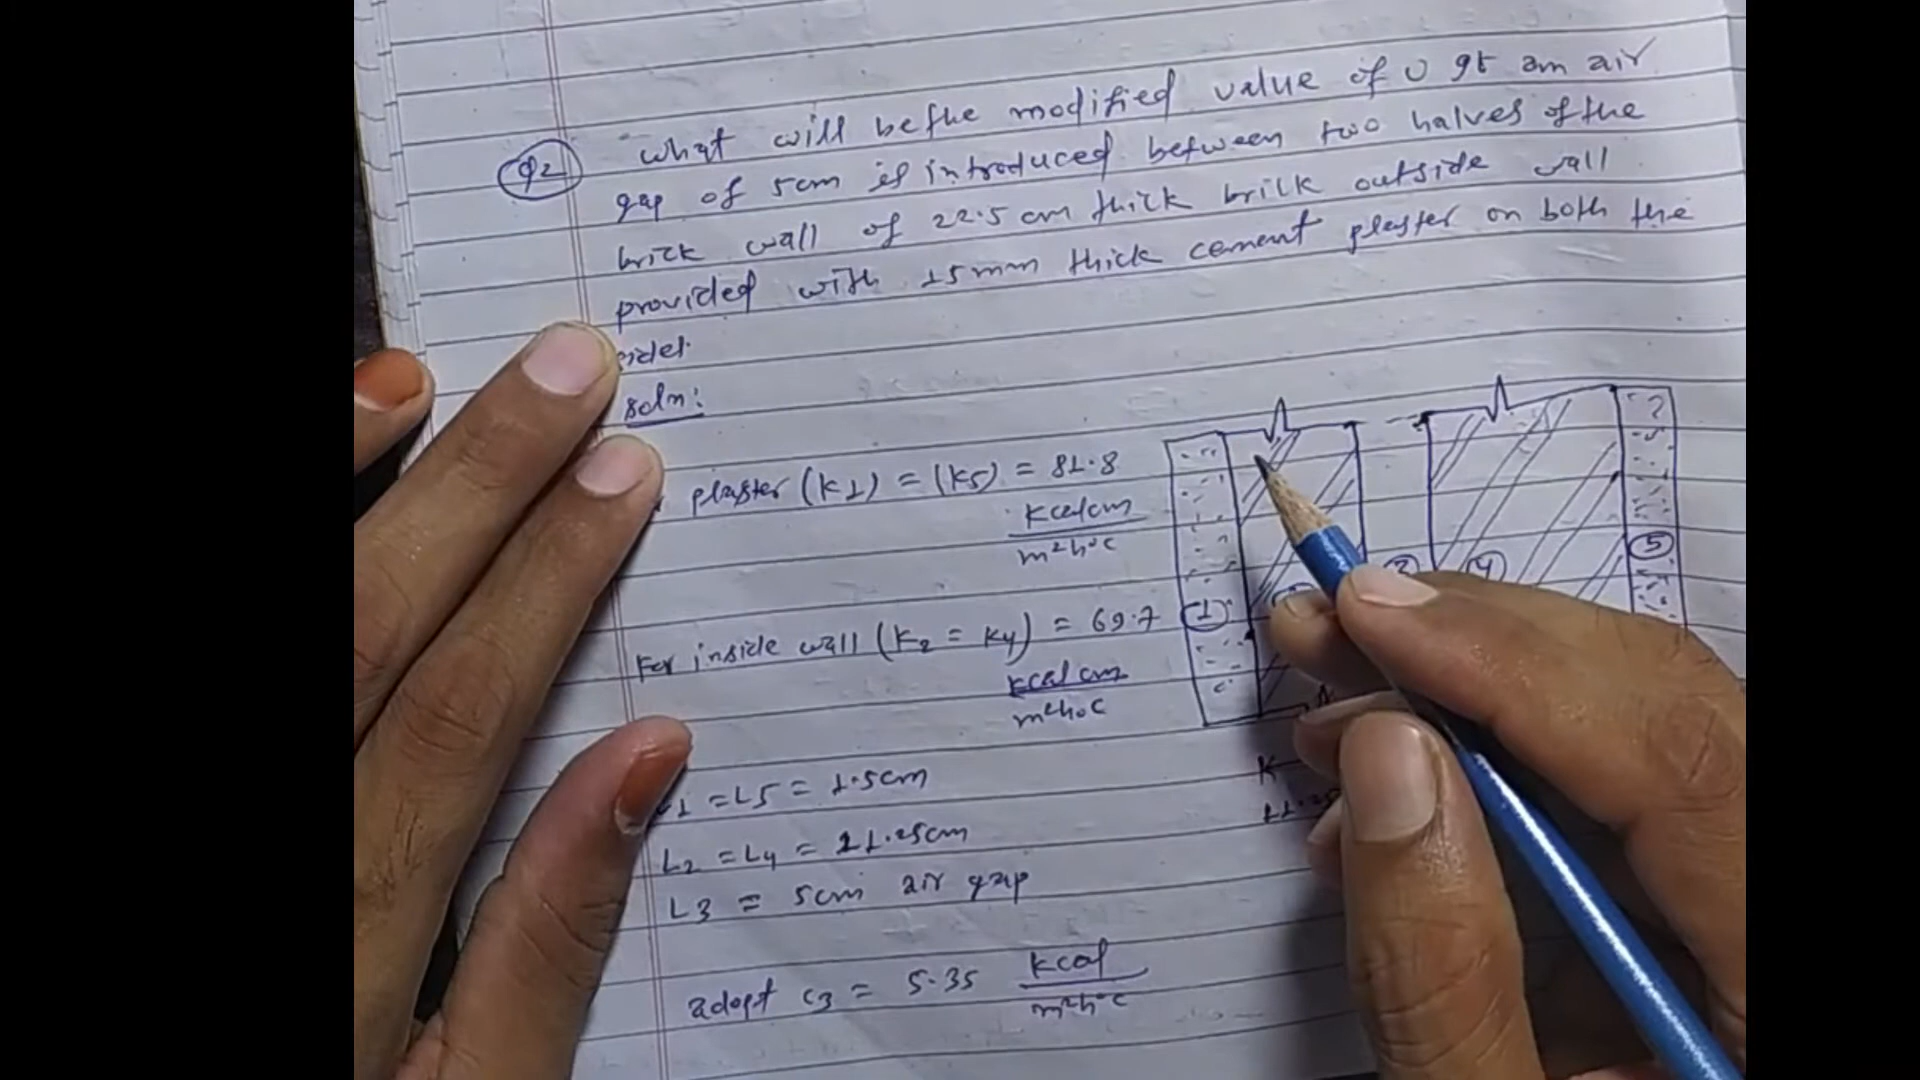 Q2 What will be the modified value of U if an air
gap of 5cm is introduced between two halves of the
brick wall of 22.5 cm thick brick outside wall
provided with 15mm thick cement plaster on both the
sides.
soln:
plaster (K1) = (K5) = 81.8
kcal cm
m²h°c
For inside wall (K2 = K4) = 69.7
kcal cm
m²h°c
L1 = L5 = 1.5cm
L2 = L4 = 11.25cm
L3 = 5cm air gap
adopt C3 = 5.35 kcal
m²h°c
1
4
5
K